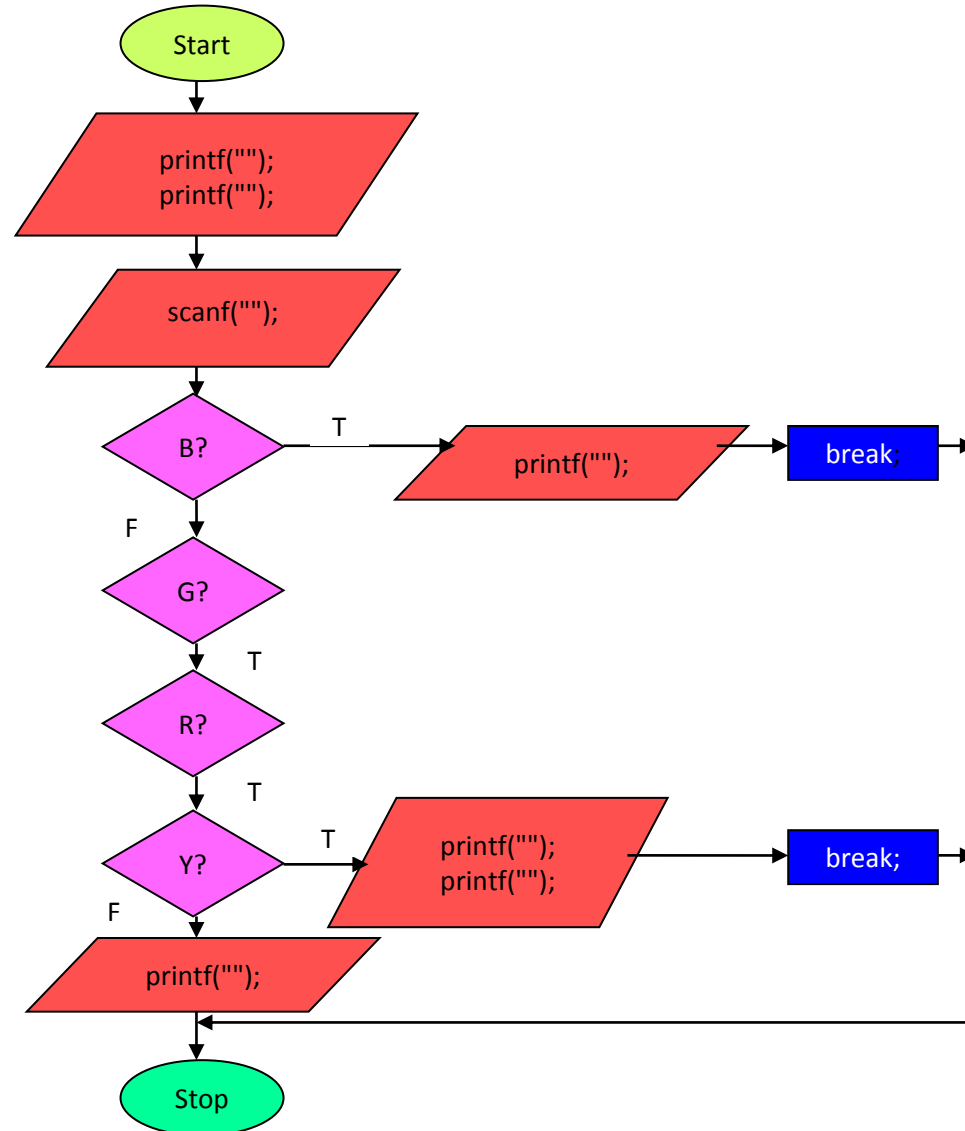 Start
printf("");
printf("");
scanf("");
B?
T
printf("");
break;
F
G?
T
R?
T
Y?
T
printf("");
printf("");
break;
F
printf("");
Stop